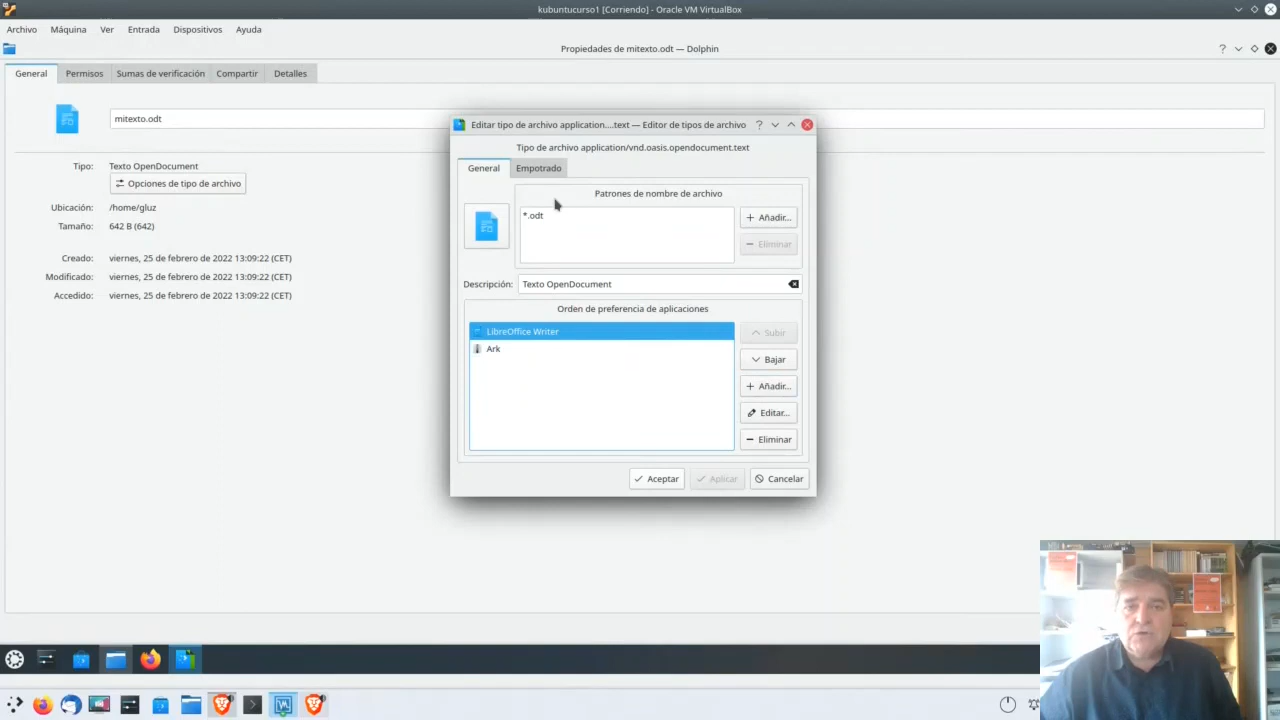 kubuntucurso1 [Corriendo] - Oracle VM VirtualBox
Archivo Máquina Ver Entrada Dispositivos Ayuda
Propiedades de mitexto.odt — Dolphin
General Permisos Sumas de verificación Compartir Detalles
mitexto.odt
Tipo: Texto OpenDocument
Opciones de tipo de archivo
Ubicación: /home/gluz
Tamaño: 642 B (642)
Creado: viernes, 25 de febrero de 2022 13:09:22 (CET)
Modificado: viernes, 25 de febrero de 2022 13:09:22 (CET)
Accedido: viernes, 25 de febrero de 2022 13:09:22 (CET)
Editar tipo de archivo application....text — Editor de tipos de archivo
Tipo de archivo application/vnd.oasis.opendocument.text
General Empotrado
Patrones de nombre de archivo
*.odt
Añadir...
Eliminar
Descripción: Texto OpenDocument
Orden de preferencia de aplicaciones
LibreOffice Writer
Ark
Subir
Bajar
Añadir...
Editar...
Eliminar
Aceptar Aplicar Cancelar